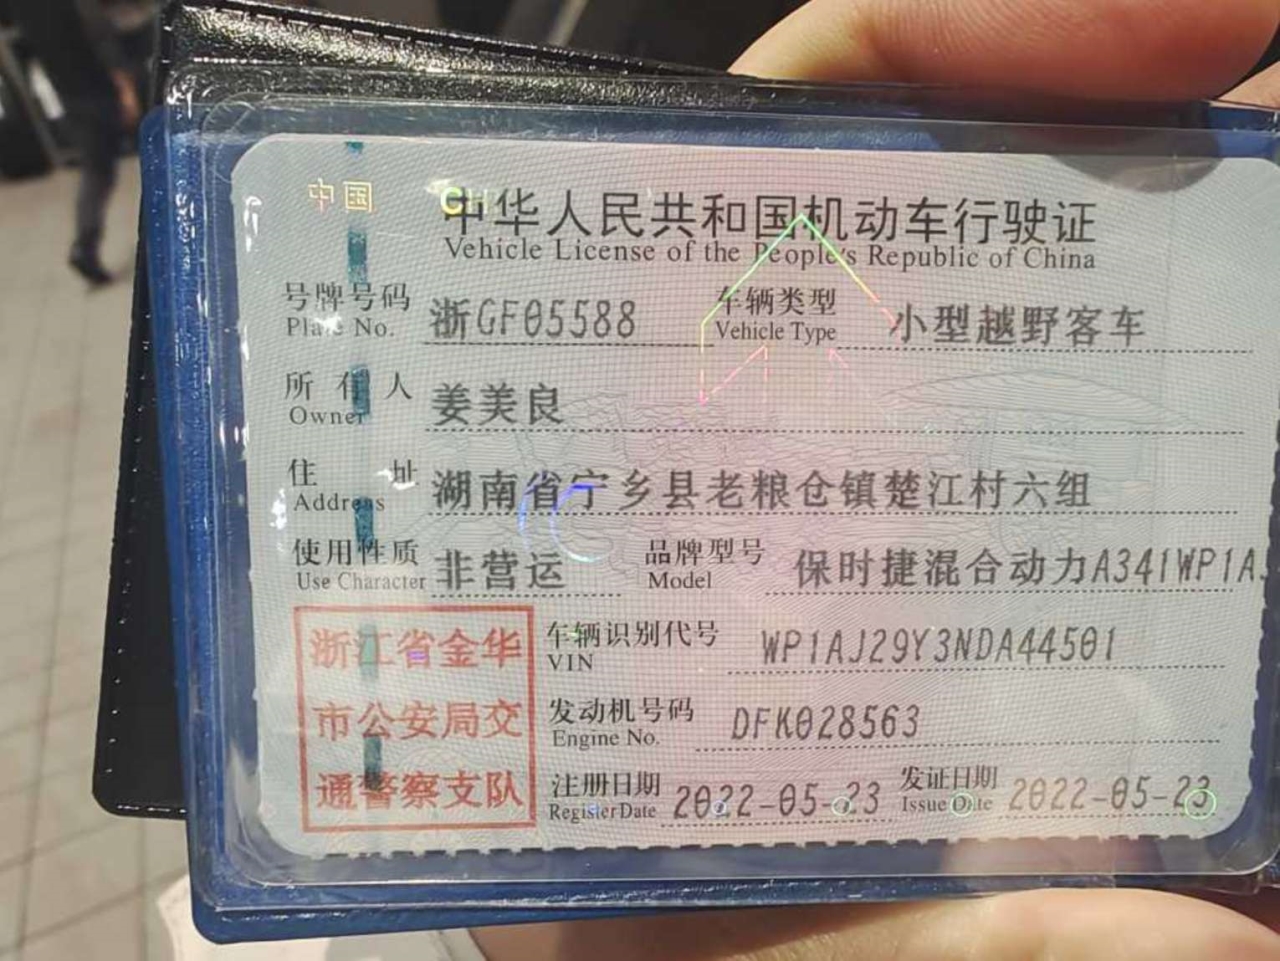 中国 CHI
中华人民共和国机动车行驶证
Vehicle License of the People's Republic of China
号牌号码 浙GF05588 车辆类型 小型越野客车
Plate No. Vehicle Type
所有人 姜美良
Owner
住址 湖南省宁乡县老粮仓镇楚江村六组
Address
使用性质 非营运 品牌型号 保时捷混合动力A341WP1A
Use Character Model
浙江省金华 车辆识别代号 WP1AJ29Y3NDA44501
VIN
市公安局交 发动机号码 DFK028563
Engine No.
通警察支队 注册日期 2022-05-23 发证日期 2022-05-23
Register Date Issue Date